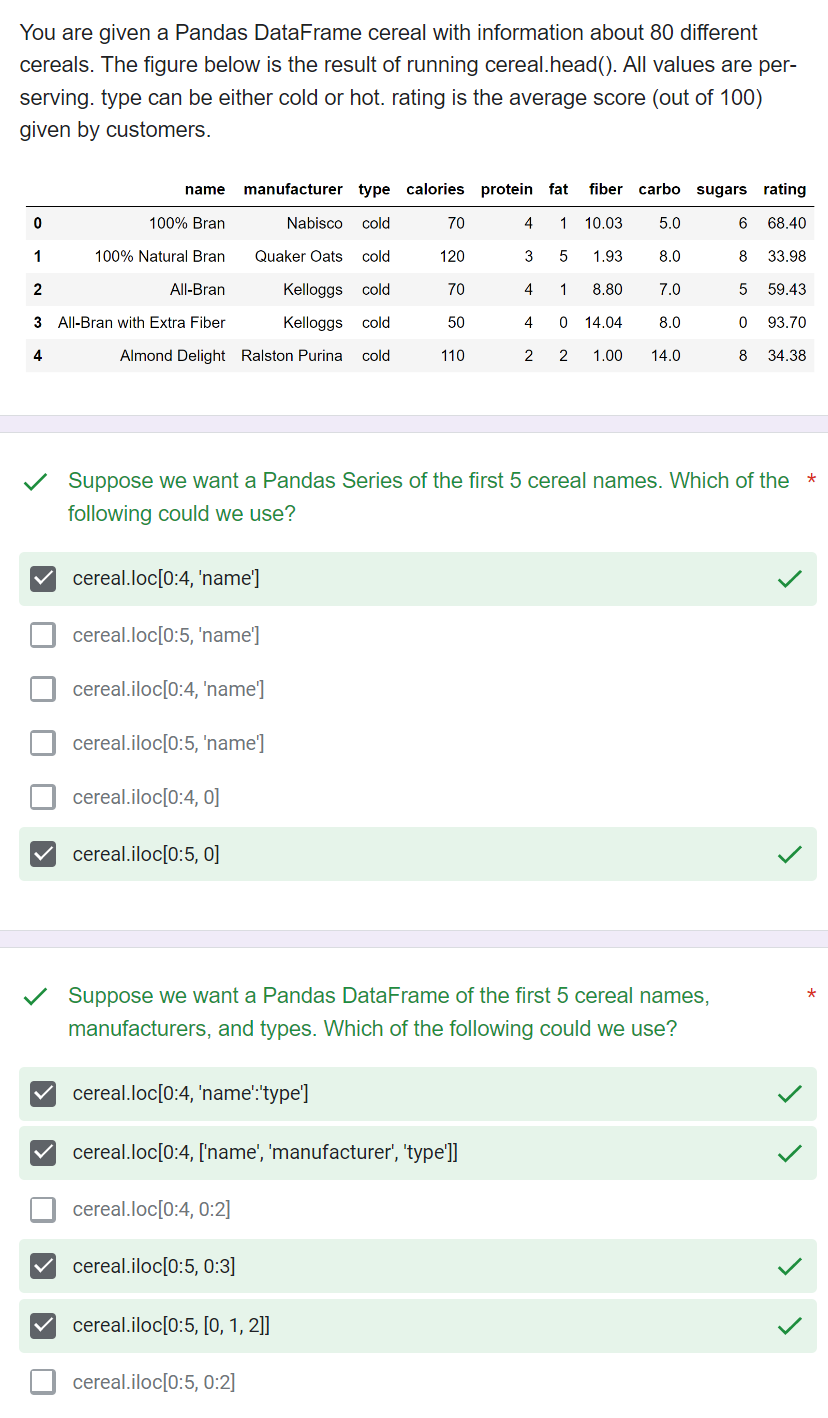 You are given a Pandas DataFrame cereal with information about 80 different
cereals. The figure below is the result of running cereal.head(). All values are per-
serving. type can be either cold or hot. rating is the average score (out of 100)
given by customers.
name manufacturer type calories protein fat fiber carbo sugars rating
0 100% Bran Nabisco cold 70 4 1 10.03 5.0 6 68.40
1 100% Natural Bran Quaker Oats cold 120 3 5 1.93 8.0 8 33.98
2 All-Bran Kelloggs cold 70 4 1 8.80 7.0 5 59.43
3 All-Bran with Extra Fiber Kelloggs cold 50 4 0 14.04 8.0 0 93.70
4 Almond Delight Ralston Purina cold 110 2 2 1.00 14.0 8 34.38
Suppose we want a Pandas Series of the first 5 cereal names. Which of the *
following could we use?
cereal.loc[0:4, 'name']
cereal.loc[0:5, 'name']
cereal.iloc[0:4, 'name']
cereal.iloc[0:5, 'name']
cereal.iloc[0:4, 0]
cereal.iloc[0:5, 0]
Suppose we want a Pandas DataFrame of the first 5 cereal names, *
manufacturers, and types. Which of the following could we use?
cereal.loc[0:4, 'name':'type']
cereal.loc[0:4, ['name', 'manufacturer', 'type']]
cereal.loc[0:4, 0:2]
cereal.iloc[0:5, 0:3]
cereal.iloc[0:5, [0, 1, 2]]
cereal.iloc[0:5, 0:2]